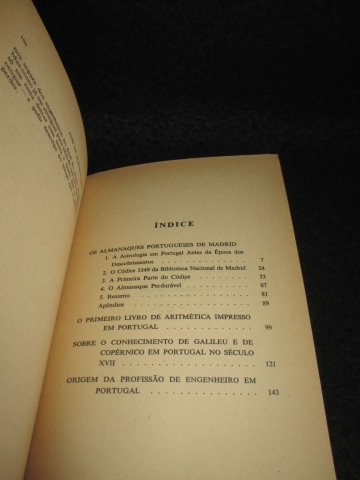 ÍNDICE
OS ALMANAQUES PORTUGUESES DE MADRID
1. A Astrologia em Portugal Antes da Época dos
Descobrimentos . . . . . . . . . . . . 7
2. O Códice 3349 da Biblioteca Nacional de Madrid 24
3. A Primeira Parte do Códice . . . . . . . 33
4. O Almanaque Perdurável . . . . . . . . 67
5. Resumo . . . . . . . . . . . . . . 81
Apêndice . . . . . . . . . . . . . . 89
O PRIMEIRO LIVRO DE ARITMÉTICA IMPRESSO
EM PORTUGAL . . . . . . . . . . . . 99
SOBRE O CONHECIMENTO DE GALILEU E DE
COPÉRNICO EM PORTUGAL NO SÉCULO
XVII . . . . . . . . . . . . . . . 121
ORIGEM DA PROFISSÃO DE ENGENHEIRO EM
PORTUGAL . . . . . . . . . . . . . 143